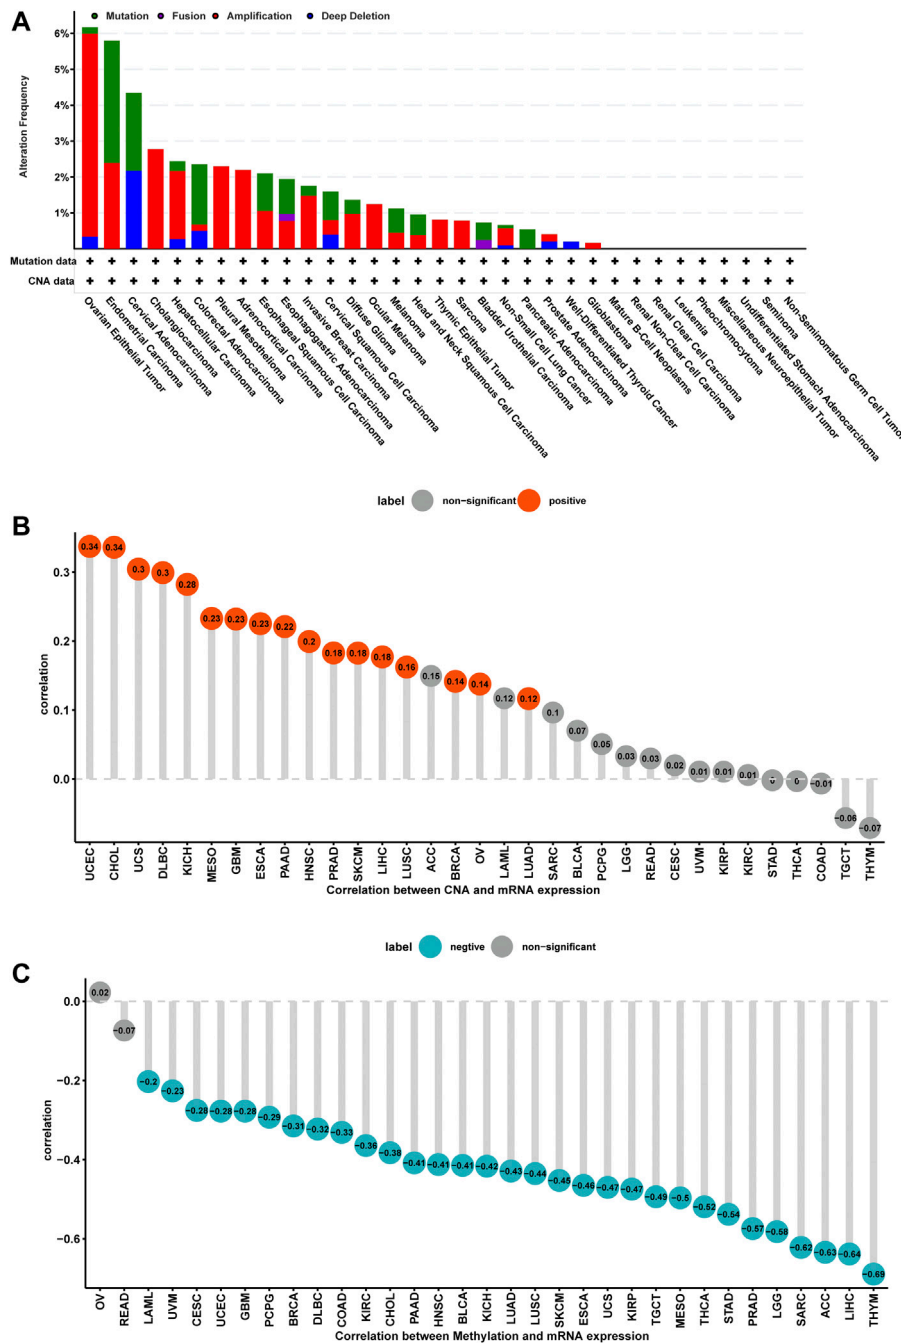 A
Mutation Fusion Amplification Deep Deletion
6%
5%
4%
3%
2%
1%
Alteration Frequency
Mutation data + + + + + + + + + + + + + + + + + + + + + + + + + + + + + +
CNA data + + + + + + + + + + + + + + + + + + + + + + + + + + + + + +
Ovarian Epithelial Tumor
Endometrial Carcinoma
Cervical Adenocarcinoma
Cholangiocarcinoma
Hepatocellular Carcinoma
Colorectal Adenocarcinoma
Pleural Mesothelioma
Adrenocortical Carcinoma
Esophageal Squamous Cell Carcinoma
Esophagogastric Adenocarcinoma
Invasive Breast Carcinoma
Cervical Squamous Cell Carcinoma
Diffuse Glioma
Ocular Melanoma
Melanoma
Head and Neck Squamous Cell Carcinoma
Thymic Epithelial Tumor
Sarcoma
Bladder Urothelial Carcinoma
Non-Small Cell Lung Cancer
Pancreatic Adenocarcinoma
Prostate Adenocarcinoma
Well-Differentiated Thyroid Cancer
Glioblastoma
Mature B-Cell Neoplasms
Renal Non-Clear Cell Carcinoma
Renal Clear Cell Carcinoma
Leukemia
Pheochromocytoma
Miscellaneous Neuroepithelial Tumor
Undifferentiated Stomach Adenocarcinoma
Seminoma
Non-Seminomatous Germ Cell Tumor
label non-significant positive
B
correlation
0.3
0.2
0.1
0.0
0.34 0.34 0.3 0.3 0.28 0.23 0.23 0.23 0.22 0.2 0.18 0.18 0.18 0.16 0.15 0.14 0.14 0.12 0.12 0.1 0.07 0.05 0.03 0.03 0.02 0.01 0.01 0.01 0 0 −0.01 −0.06 −0.07
UCEC CHOL UCS DLBC KICH MESO GBM ESCA PAAD HNSC PRAD SKCM LIHC LUSC ACC BRCA OV LAML LUAD SARC BLCA PCPG LGG READ CESC UVM KIRP KIRC STAD THCA COAD TGCT THYM
Correlation between CNA and mRNA expression
label negtive non−significant
C
correlation
0.0
−0.2
−0.4
−0.6
0.02 −0.07 −0.2 −0.23 −0.28 −0.28 −0.28 −0.29 −0.31 −0.32 −0.33 −0.36 −0.38 −0.41 −0.41 −0.41 −0.42 −0.43 −0.44 −0.45 −0.46 −0.47 −0.47 −0.49 −0.5 −0.52 −0.54 −0.57 −0.58 −0.62 −0.63 −0.64 −0.69
OV READ LAML UVM CESC UCEC GBM PCPG BRCA DLBC COAD KIRC CHOL PAAD HNSC BLCA KICH LUAD LUSC SKCM ESCA UCS KIRP TGCT MESO THCA STAD PRAD LGG SARC ACC LIHC THYM
Correlation between Methylation and mRNA expression